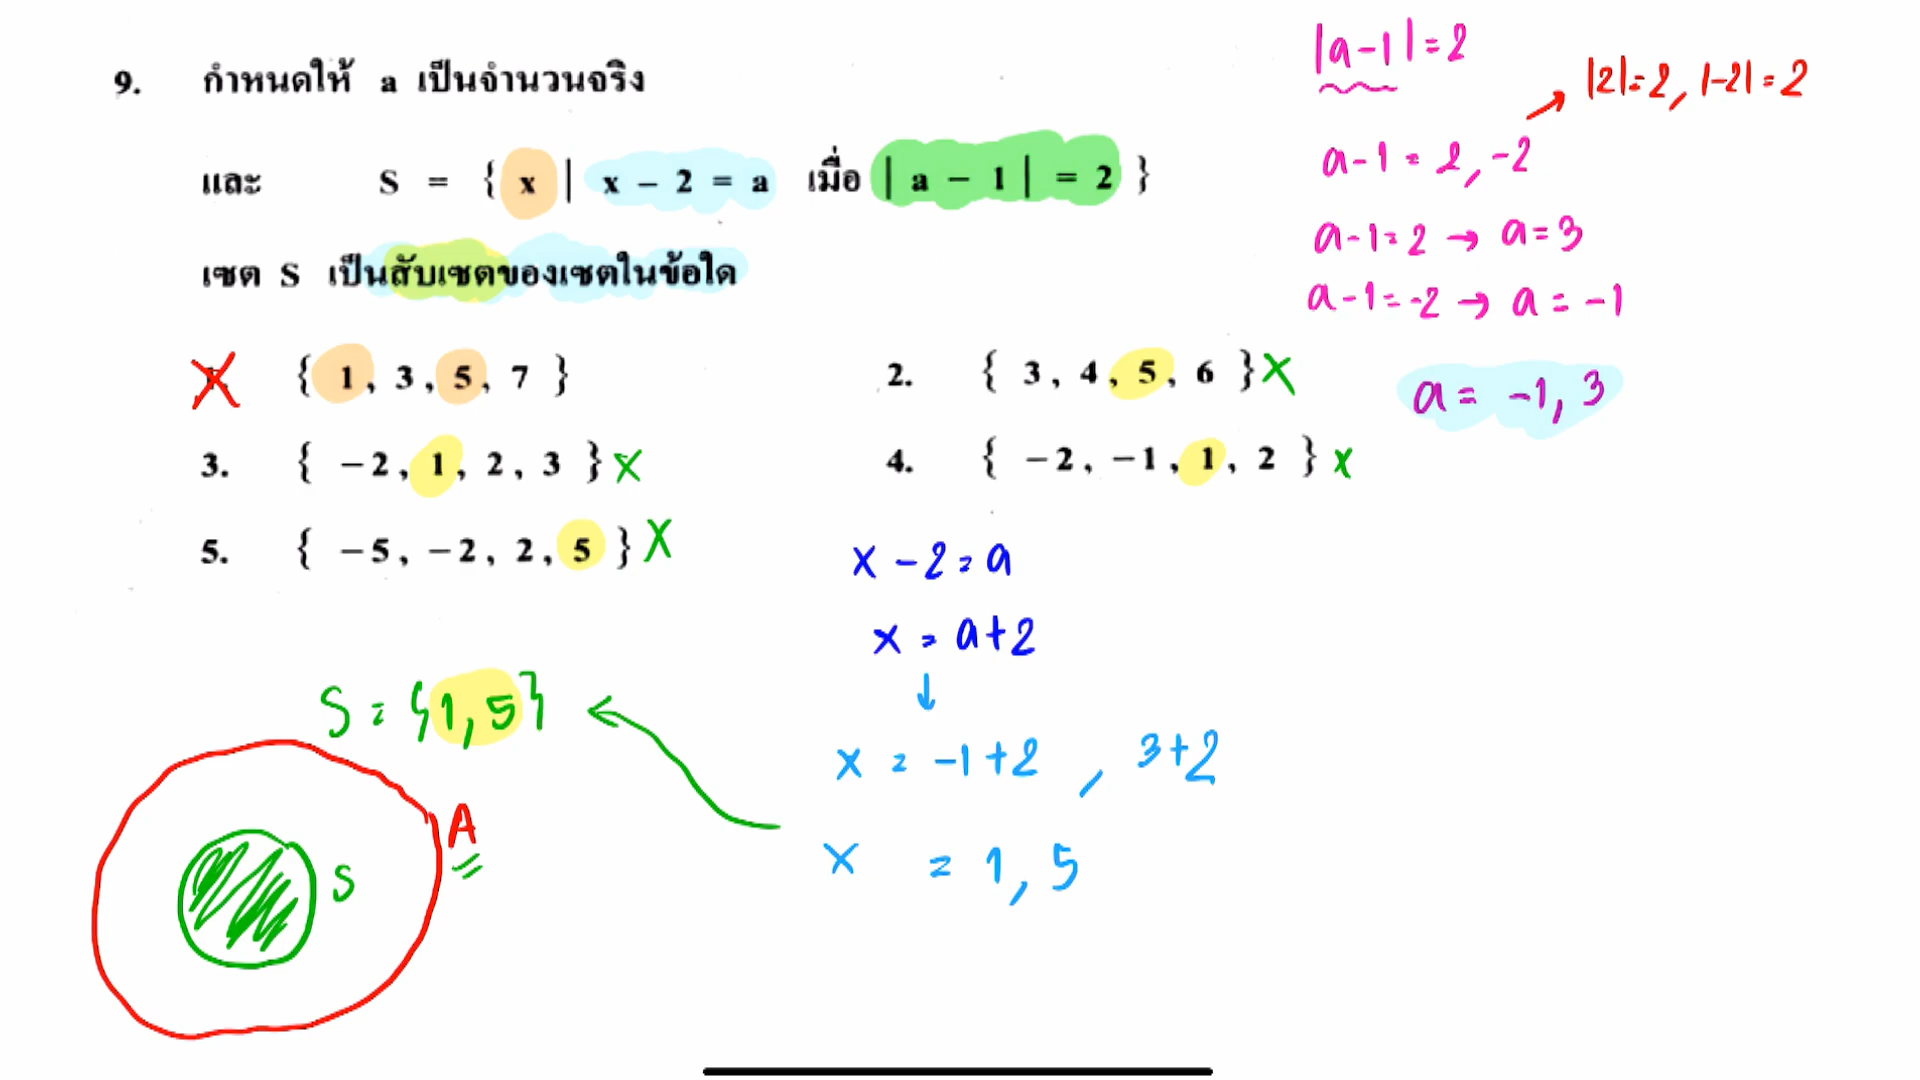 9. กำหนดให้ a เป็นจำนวนจริง
และ S = { x | x - 2 = a เมื่อ | a - 1 | = 2 }
เซต S เป็นสับเซตของเซตในข้อใด
X { 1, 3, 5, 7 }
2. { 3, 4, 5, 6 } X
3. { -2, 1, 2, 3 } X
4. { -2, -1, 1, 2 } X
5. { -5, -2, 2, 5 } X
|a-1| = 2
|2| = 2, |-2| = 2
a-1 = 2, -2
a-1 = 2 → a = 3
a-1 = -2 → a = -1
a = -1, 3
x - 2 = a
x = a + 2
↓
x = -1 + 2 , 3 + 2
x = 1, 5
S = {1, 5}
A
S